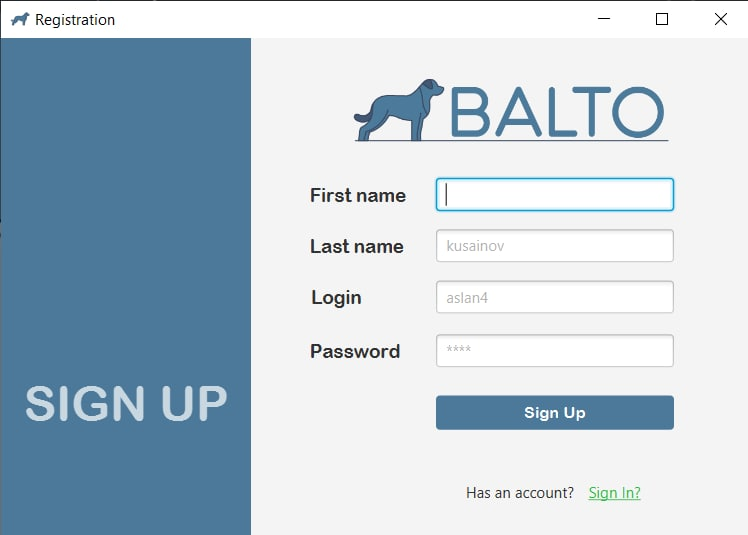 Registration
BALTO
First name
Last name kusainov
Login aslan4
Password ****
SIGN UP
Sign Up
Has an account? Sign In?